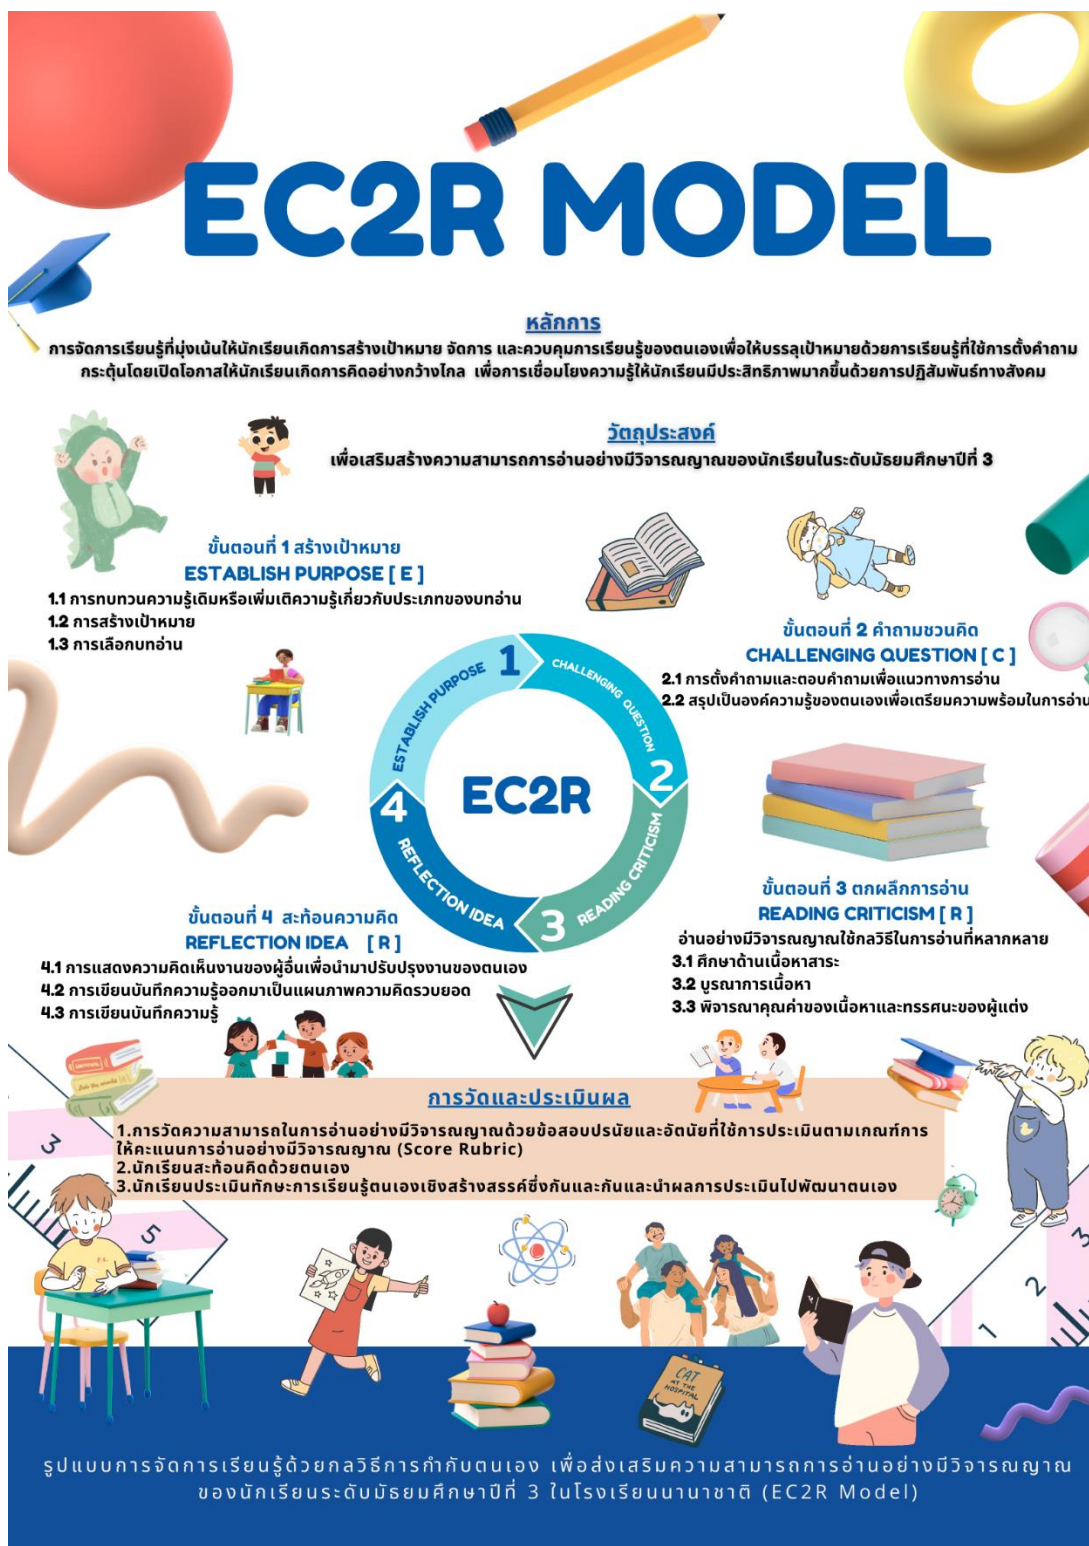 EC2R MODEL
หลักการ
การจัดการเรียนรู้ที่มุ่งเน้นให้นักเรียนเกิดการสร้างเป้าหมาย จัดการ และควบคุมการเรียนรู้ของตนเองเพื่อให้บรรลุเป้าหมายด้วยการเรียนรู้ที่ใช้การตั้งคำถาม
กระตุ้นโดยเปิดโอกาสให้นักเรียนเกิดการคิดอย่างกว้างไกล เพื่อการเชื่อมโยงความรู้ให้นักเรียนมีประสิทธิภาพมากขึ้นด้วยการปฏิสัมพันธ์ทางสังคม
วัตถุประสงค์
เพื่อเสริมสร้างความสามารถการอ่านอย่างมีวิจารณญาณของนักเรียนในระดับมัธยมศึกษาปีที่ 3
ขั้นตอนที่ 1 สร้างเป้าหมาย
ESTABLISH PURPOSE [ E ]
1.1 การทบทวนความรู้เดิมหรือเพิ่มเติความรู้เกี่ยวกับประเภทของบทอ่าน
1.2 การสร้างเป้าหมาย
1.3 การเลือกบทอ่าน
ขั้นตอนที่ 2 คำถามชวนคิด
CHALLENGING QUESTION [ C ]
2.1 การตั้งคำถามและตอบคำถามเพื่อแนวทางการอ่าน
2.2 สรุปเป็นองค์ความรู้ของตนเองเพื่อเตรียมความพร้อมในการอ่าน
ESTABLISH PURPOSE 1
CHALLENGING QUESTION 2
EC2R
4 REFLECTION IDEA
3 READING CRITICISM
ขั้นตอนที่ 3 ตกผลึกการอ่าน
READING CRITICISM [ R ]
อ่านอย่างมีวิจารณญาณใช้กลวิธีในการอ่านที่หลากหลาย
3.1 ศึกษาด้านเนื้อหาสาระ
3.2 บูรณาการเนื้อหา
3.3 พิจารณาคุณค่าของเนื้อหาและทรรศนะของผู้แต่ง
ขั้นตอนที่ 4 สะท้อนความคิด
REFLECTION IDEA [ R ]
4.1 การแสดงความคิดเห็นงานของผู้อื่นเพื่อนำมาปรับปรุงงานของตนเอง
4.2 การเขียนบันทึกความรู้ออกมาเป็นแผนภาพความคิดรวบยอด
4.3 การเขียนบันทึกความรู้
การวัดและประเมินผล
1.การวัดความสามารถในการอ่านอย่างมีวิจารณญาณด้วยข้อสอบปรนัยและอัตนัยที่ใช้การประเมินตามเกณฑ์การ
ให้คะแนนการอ่านอย่างมีวิจารณญาณ (Score Rubric)
2.นักเรียนสะท้อนคิดด้วยตนเอง
3.นักเรียนประเมินทักษะการเรียนรู้ตนเองเชิงสร้างสรรค์ซึ่งกันและกันและนำผลการประเมินไปพัฒนาตนเอง
3
5
3
2
1
CAT
AT THE
HOSPITAL
รูปแบบการจัดการเรียนรู้ด้วยกลวิธีการกำกับตนเอง เพื่อส่งเสริมความสามารถการอ่านอย่างมีวิจารณญาณ
ของนักเรียนระดับมัธยมศึกษาปีที่ 3 ในโรงเรียนนานาชาติ (EC2R Model)